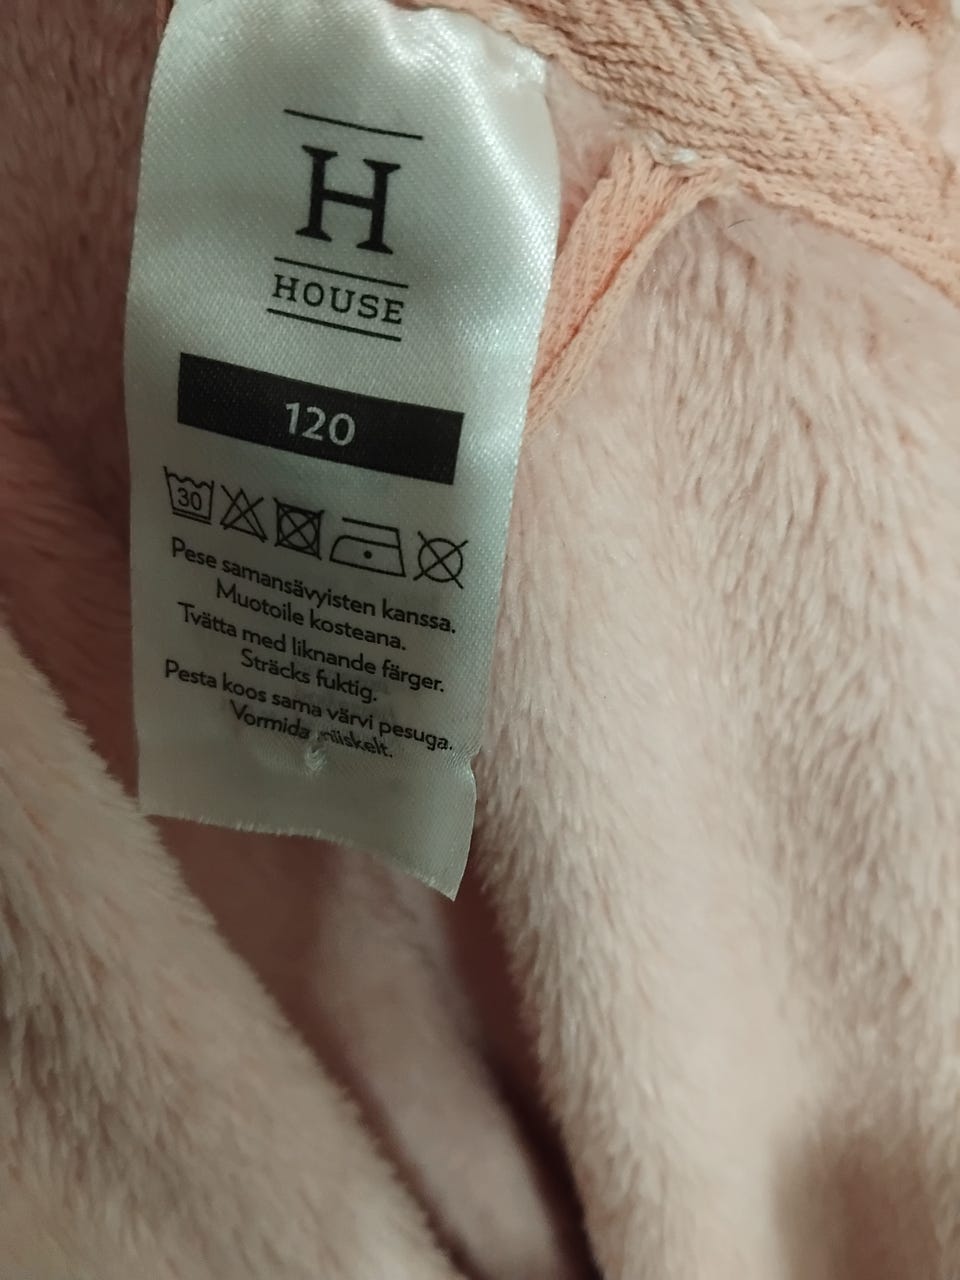 H
HOUSE
120
30
Pese samansävyisten kanssa.
Muotoile kosteana.
Tvätta med liknande färger.
Sträcks fuktig.
Pesta koos sama värvi pesuga.
Vormida niiskelt.